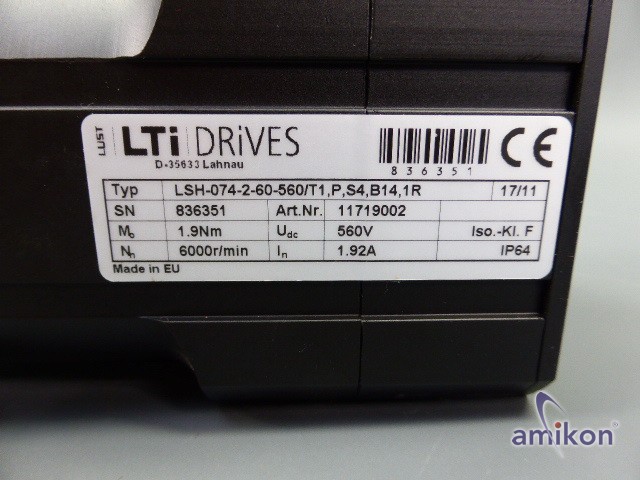 LUST LTi DRiVES
D-35633 Lahnau
836351
CE
Typ LSH-074-2-60-560/T1,P,S4,B14,1R 17/11
SN 836351 Art.Nr. 11719002
M₀ 1.9Nm Udc 560V Iso.-Kl. F
Nn 6000r/min In 1.92A IP64
Made in EU
amikon